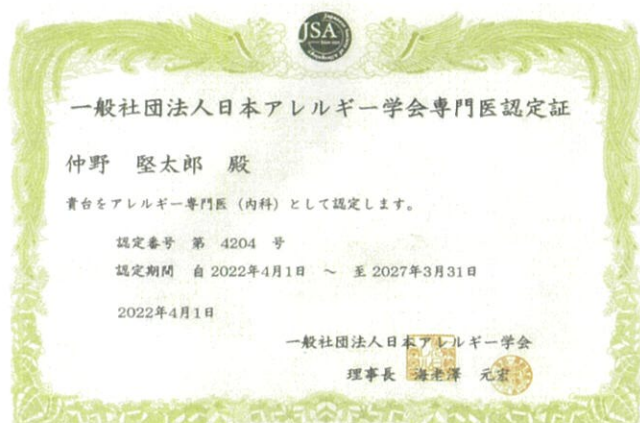 JSA
一般社団法人日本アレルギー学会専門医認定証
仲野　堅太郎　殿
貴台をアレルギー専門医（内科）として認定します。
認定番号　第　4204　号
認定期間　自 2022年4月1日　～　至 2027年3月31日
2022年4月1日
一般社団法人日本アレルギー学会
理事長　海老澤　元宏